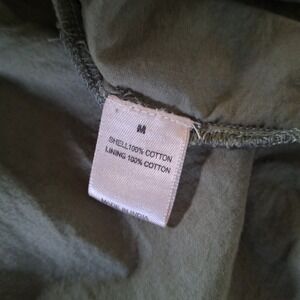 M
SHELL100% COTTON
LINING 100% COTTON
MADE IN INDIA